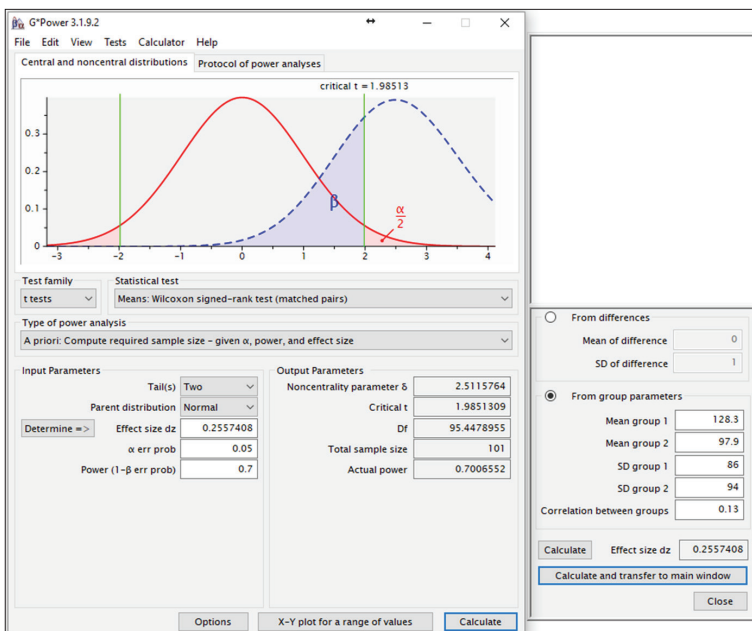 G*Power 3.1.9.2
File Edit View Tests Calculator Help
Central and noncentral distributions Protocol of power analyses
critical t = 1.98513
0.3
0.2
0.1
0
β
α
2
-3 -2 -1 0 1 2 3 4
Test family Statistical test
t tests Means: Wilcoxon signed-rank test (matched pairs)
Type of power analysis
A priori: Compute required sample size - given α, power, and effect size
Input Parameters
Tail(s) Two
Parent distribution Normal
Determine => Effect size dz 0.2557408
α err prob 0.05
Power (1-β err prob) 0.7
Output Parameters
Noncentrality parameter δ 2.5115764
Critical t 1.9851309
Df 95.4478955
Total sample size 101
Actual power 0.7006552
Options X-Y plot for a range of values Calculate
From differences
Mean of difference 0
SD of difference 1
From group parameters
Mean group 1 128.3
Mean group 2 97.9
SD group 1 86
SD group 2 94
Correlation between groups 0.13
Calculate Effect size dz 0.2557408
Calculate and transfer to main window
Close